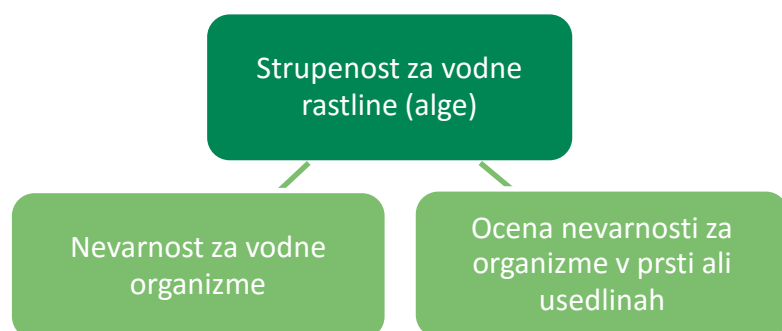 Strupenost za vodne
rastline (alge)
Nevarnost za vodne
organizme
Ocena nevarnosti za
organizme v prsti ali
usedlinah